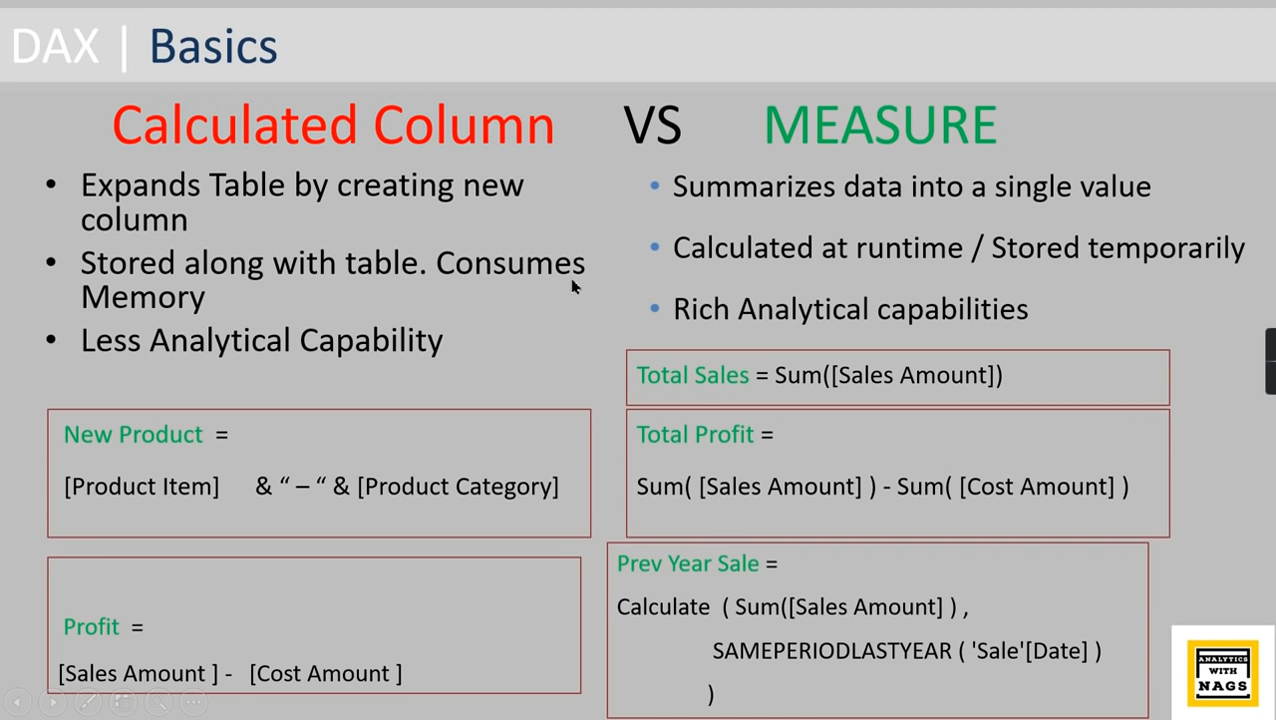 DAX | Basics
Calculated Column VS MEASURE
• Expands Table by creating new
column
• Stored along with table. Consumes
Memory
• Less Analytical Capability
• Summarizes data into a single value
• Calculated at runtime / Stored temporarily
• Rich Analytical capabilities
New Product =
[Product Item] & “ – “ & [Product Category]
Profit =
[Sales Amount ] - [Cost Amount ]
Total Sales = Sum([Sales Amount])
Total Profit =
Sum( [Sales Amount] ) - Sum( [Cost Amount] )
Prev Year Sale =
Calculate ( Sum([Sales Amount] ) ,
SAMEPERIODLASTYEAR ( 'Sale'[Date] )
)
ANALYTICS
WITH
NAGS